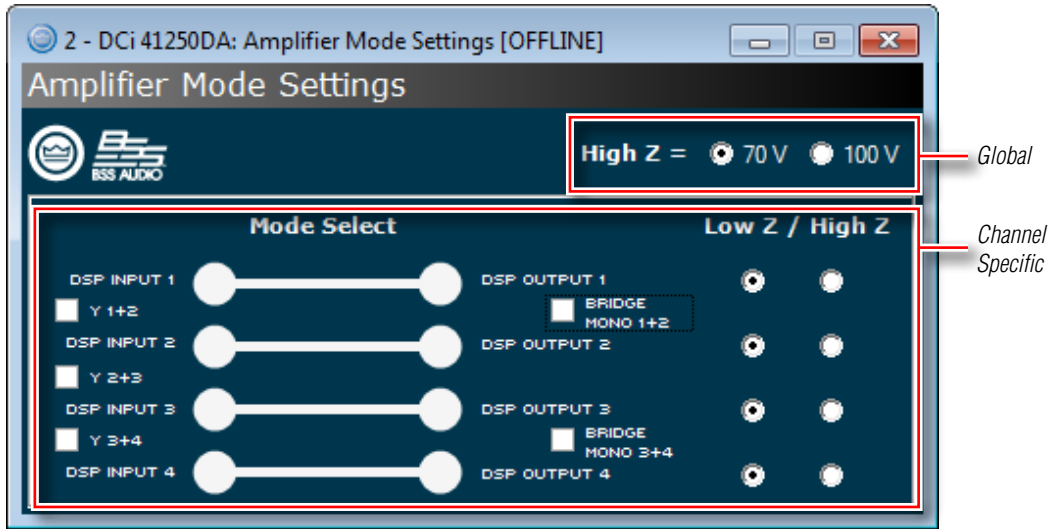 2 - DCi 41250DA: Amplifier Mode Settings [OFFLINE]
Amplifier Mode Settings
BSS AUDIO
High Z = 70 V 100 V
Global
Mode Select Low Z / High Z
Channel
Specific
DSP INPUT 1 DSP OUTPUT 1
Y 1+2 BRIDGE
MONO 1+2
DSP INPUT 2 DSP OUTPUT 2
Y 2+3
DSP INPUT 3 DSP OUTPUT 3
Y 3+4 BRIDGE
MONO 3+4
DSP INPUT 4 DSP OUTPUT 4